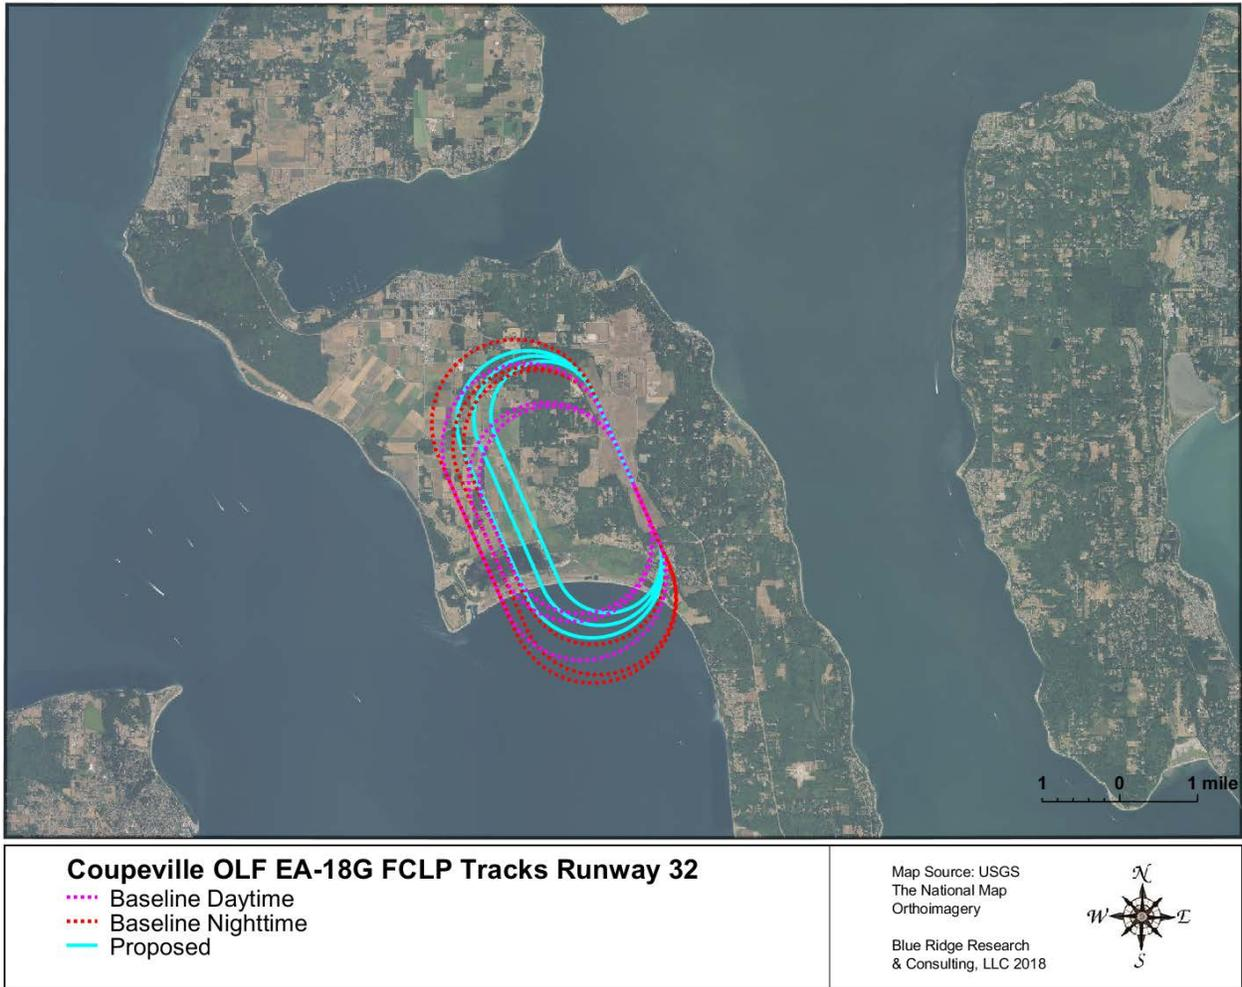 1 0 1 mile
Coupeville OLF EA-18G FCLP Tracks Runway 32
Baseline Daytime
Baseline Nighttime
Proposed
Map Source: USGS
The National Map
Orthoimagery
Blue Ridge Research
& Consulting, LLC 2018
N
W E
S